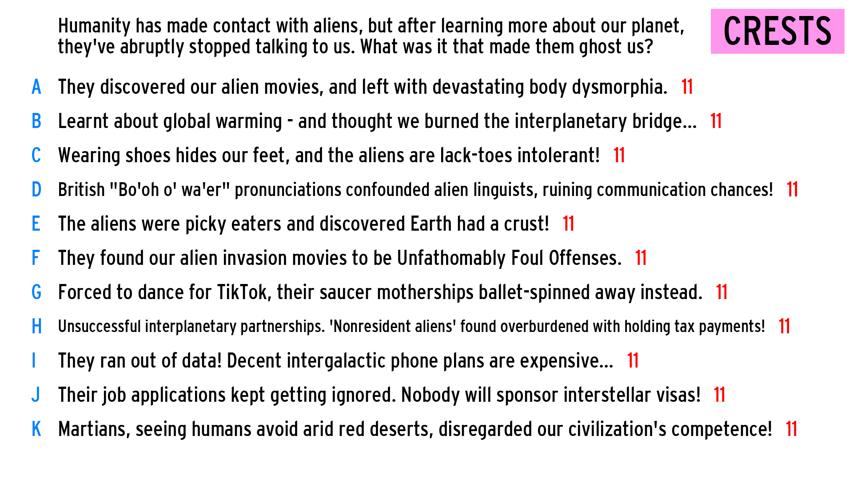 Humanity has made contact with aliens, but after learning more about our planet,
they've abruptly stopped talking to us. What was it that made them ghost us?
CRESTS
A They discovered our alien movies, and left with devastating body dysmorphia. 11
B Learnt about global warming - and thought we burned the interplanetary bridge... 11
C Wearing shoes hides our feet, and the aliens are lack-toes intolerant! 11
D British "Bo'oh o' wa'er" pronunciations confounded alien linguists, ruining communication chances! 11
E The aliens were picky eaters and discovered Earth had a crust! 11
F They found our alien invasion movies to be Unfathomably Foul Offenses. 11
G Forced to dance for TikTok, their saucer motherships ballet-spinned away instead. 11
H Unsuccessful interplanetary partnerships. 'Nonresident aliens' found overburdened with holding tax payments! 11
I They ran out of data! Decent intergalactic phone plans are expensive... 11
J Their job applications kept getting ignored. Nobody will sponsor interstellar visas! 11
K Martians, seeing humans avoid arid red deserts, disregarded our civilization's competence! 11